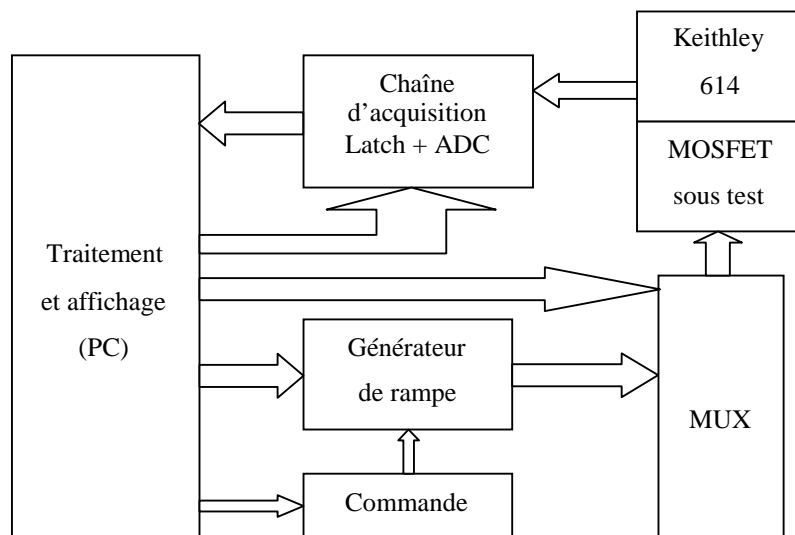 Keithley
614
Chaîne
d’acquisition
Latch + ADC
MOSFET
sous test
Traitement
et affichage
(PC)
Générateur
de rampe
MUX
Commande